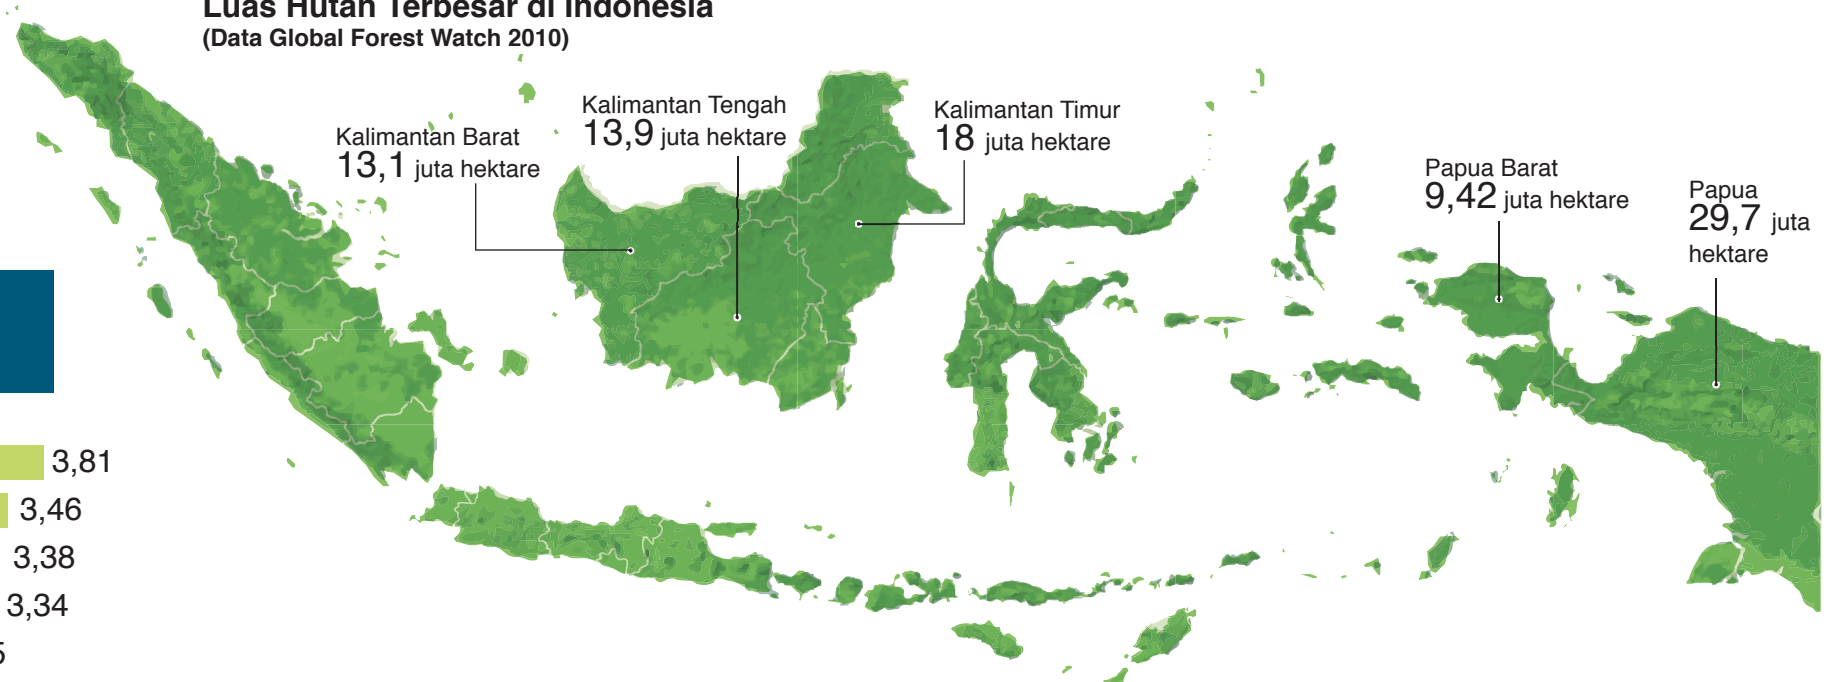 Luas Hutan Terbesar di Indonesia
(Data Global Forest Watch 2010)
Kalimantan Barat
13,1 juta hektare
Kalimantan Tengah
13,9 juta hektare
Kalimantan Timur
18 juta hektare
Papua Barat
9,42 juta hektare
Papua
29,7 juta
hektare
3,81
3,46
3,38
3,34